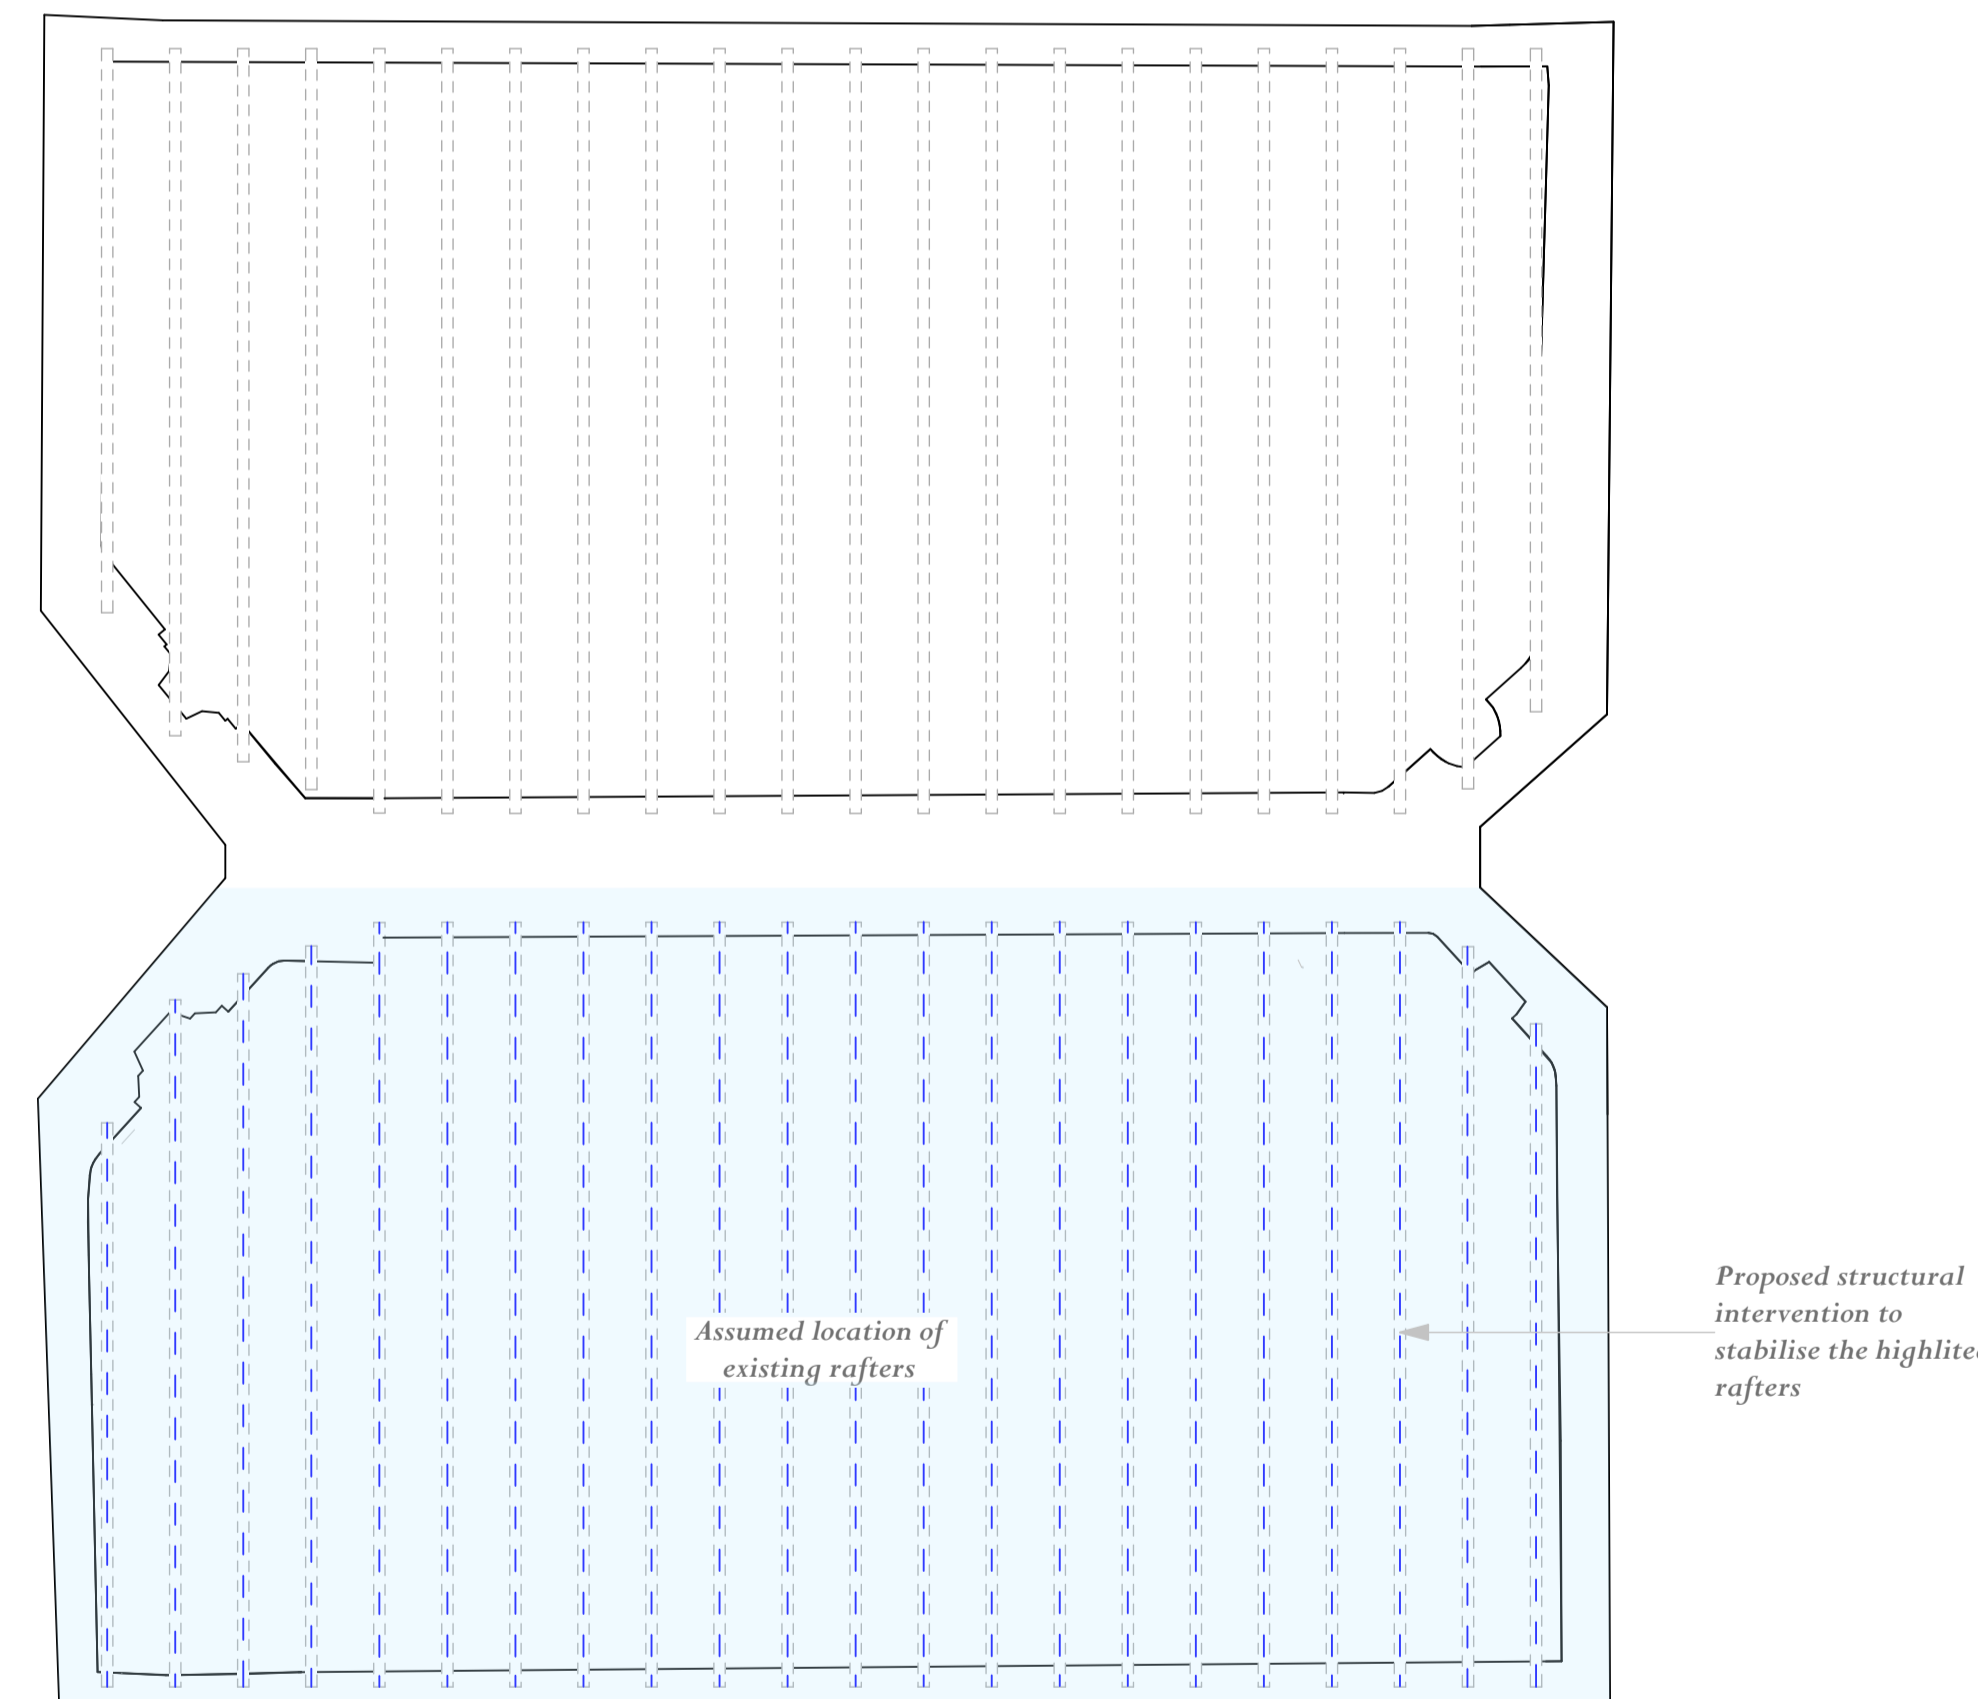 Assumed location of
existing rafters
Proposed structural
intervention to
stabilise the highlite
rafters